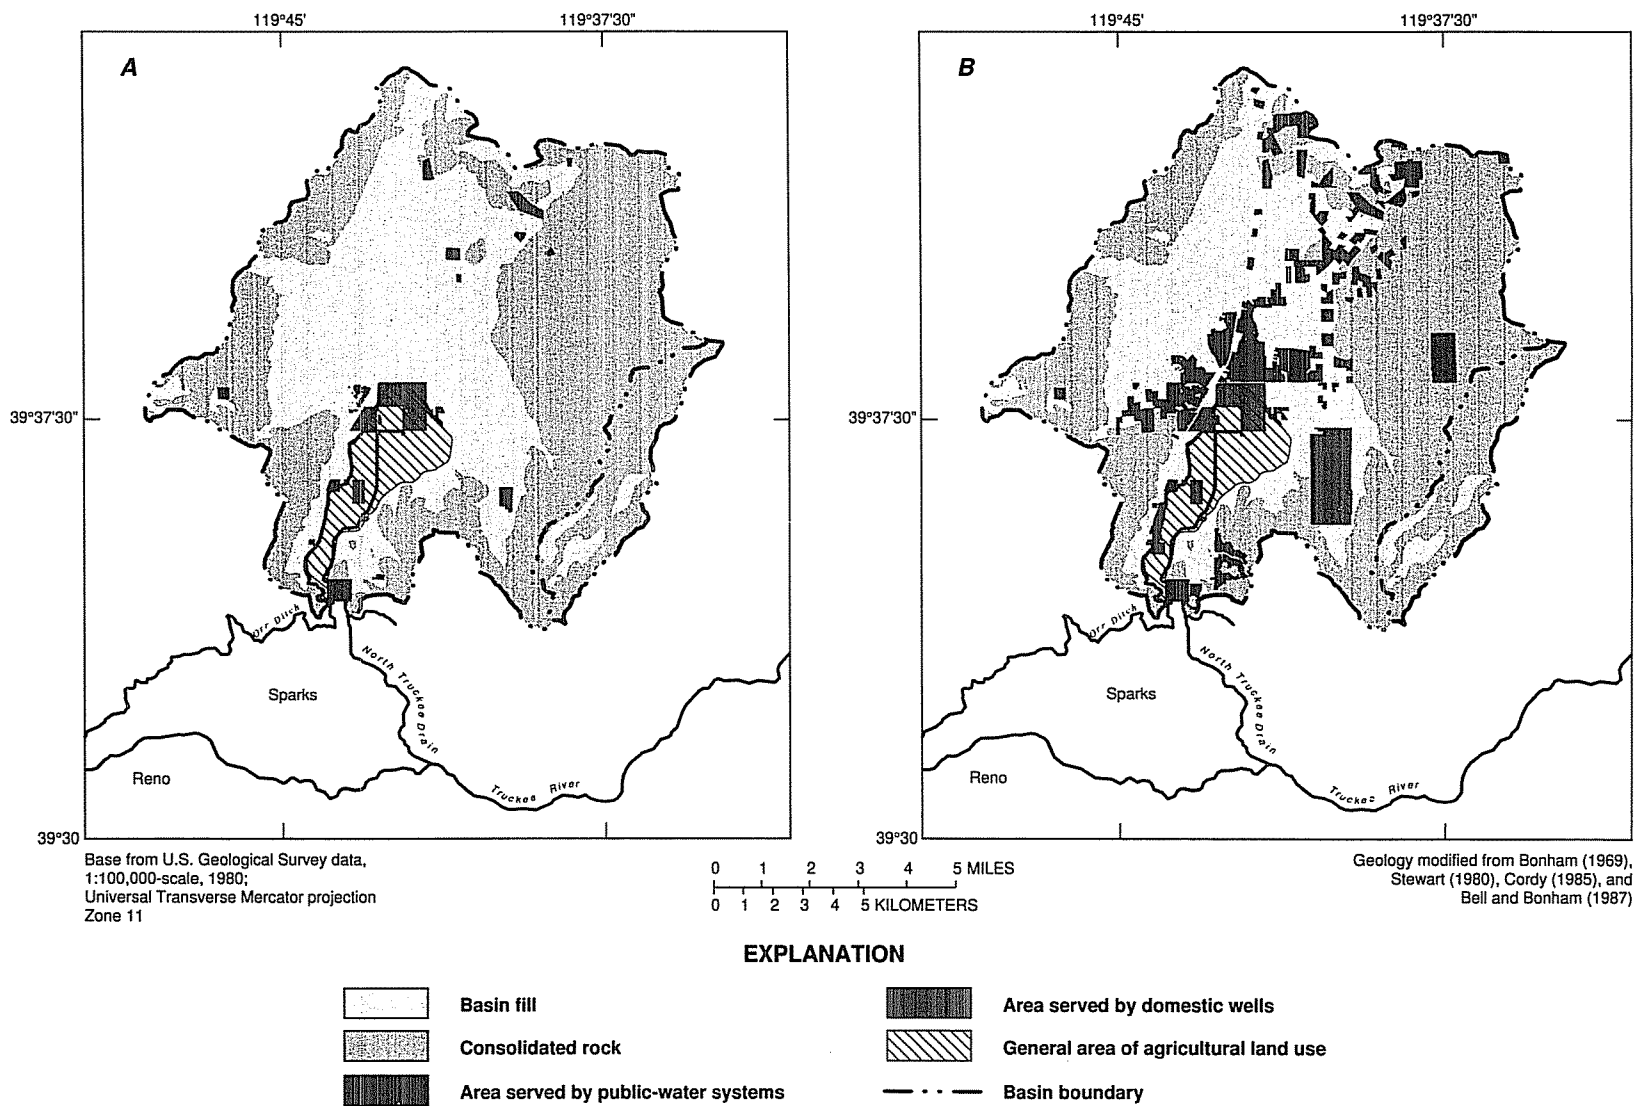 119°45'
119°37'30"
119°45'
119°37'30"
A
B
39°37'30"
39°37'30"
Orr Ditch
Orr Ditch
North Truckee Drain
North Truckee Drain
Sparks
Sparks
Reno
Reno
Truckee River
Truckee River
39°30
39°30
Base from U.S. Geological Survey data,
1:100,000-scale, 1980;
Universal Transverse Mercator projection
Zone 11
0 1 2 3 4 5 MILES
0 1 2 3 4 5 KILOMETERS
Geology modified from Bonham (1969),
Stewart (1980), Cordy (1985), and
Bell and Bonham (1987)
EXPLANATION
Basin fill
Consolidated rock
Area served by public-water systems
Area served by domestic wells
General area of agricultural land use
Basin boundary